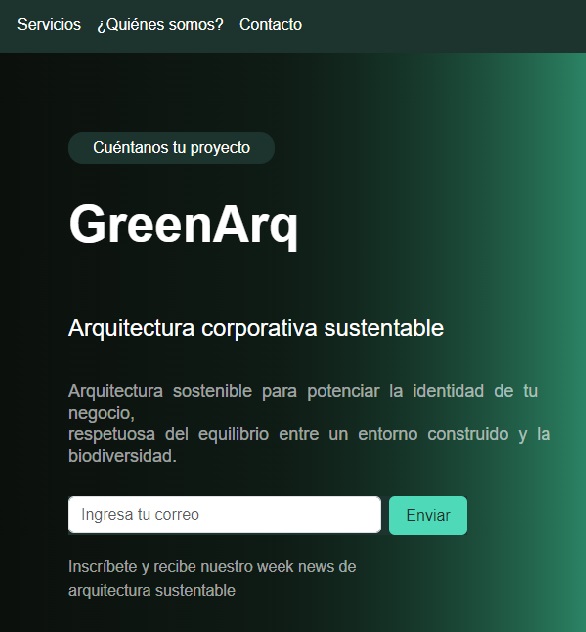 Servicios ¿Quiénes somos? Contacto
Cuéntanos tu proyecto
GreenArq
Arquitectura corporativa sustentable
Arquitectura sostenible para potenciar la identidad de tu
negocio,
respetuosa del equilibrio entre un entorno construido y la
biodiversidad.
Ingresa tu correo Enviar
Inscríbete y recibe nuestro week news de
arquitectura sustentable